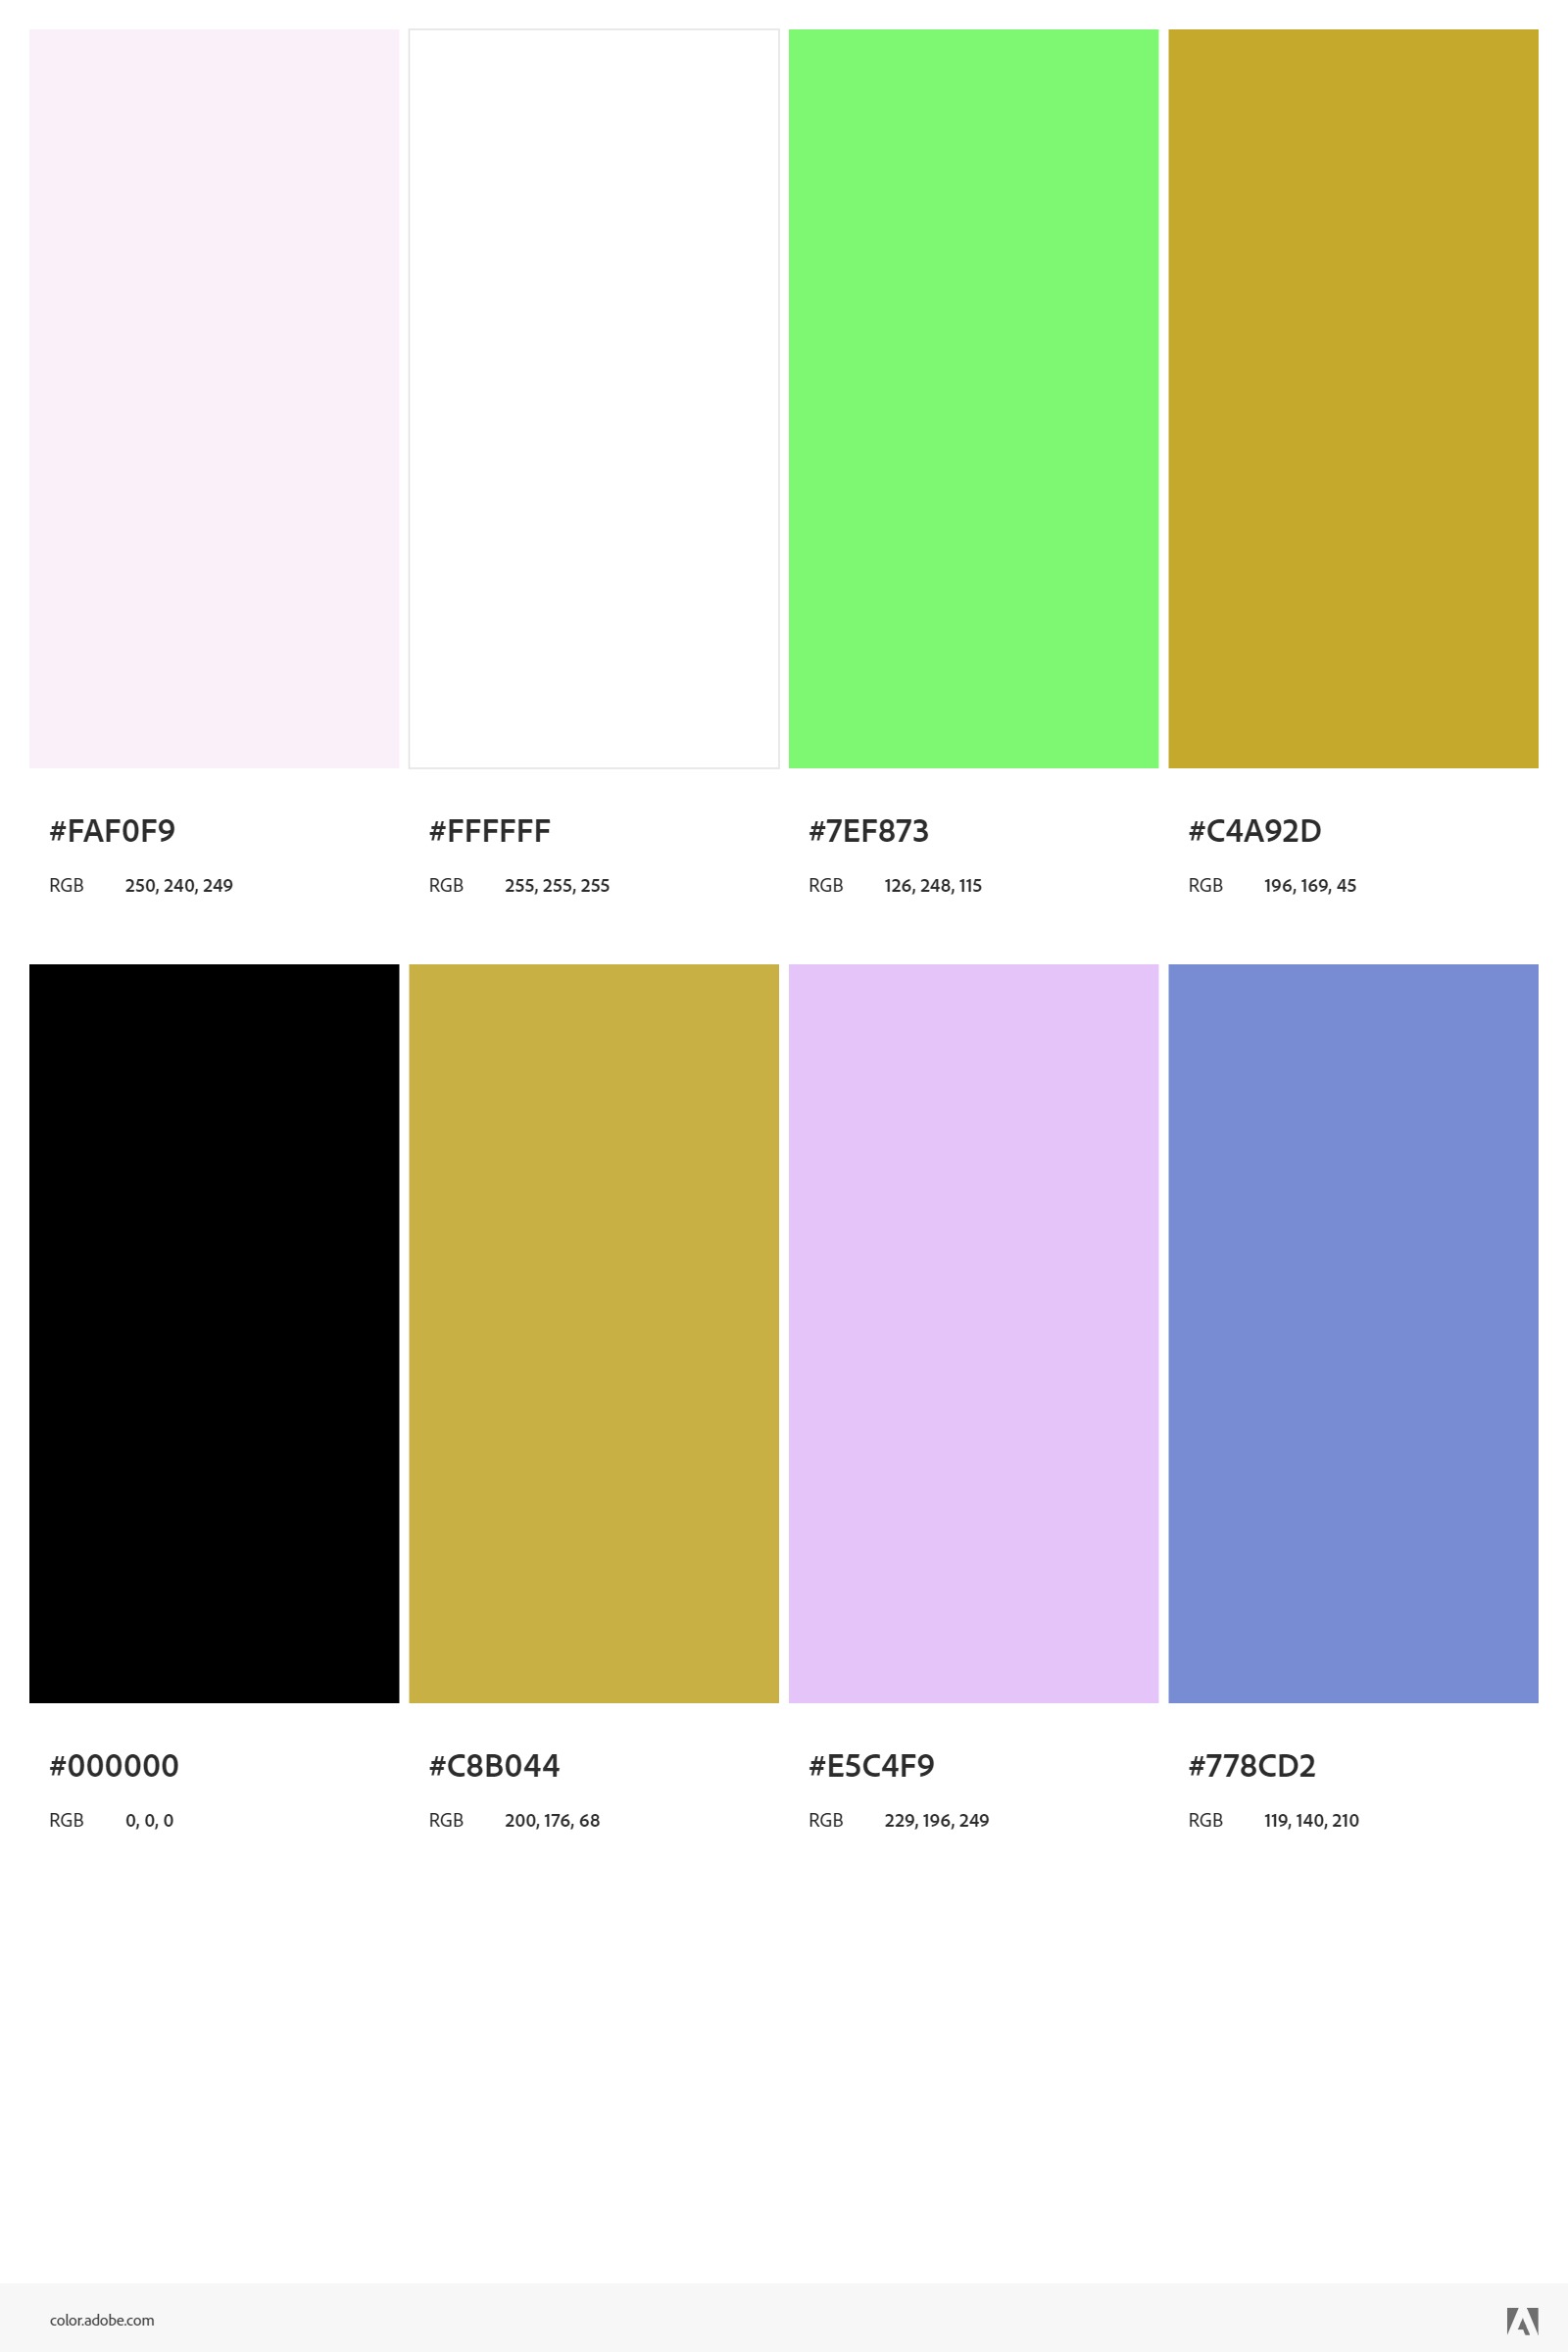 #FAF0F9 #FFFFFF #7EF873 #C4A92D
RGB 250, 240, 249 RGB 255, 255, 255 RGB 126, 248, 115 RGB 196, 169, 45
#000000 #C8B044 #E5C4F9 #778CD2
RGB 0, 0, 0 RGB 200, 176, 68 RGB 229, 196, 249 RGB 119, 140, 210
color.adobe.com